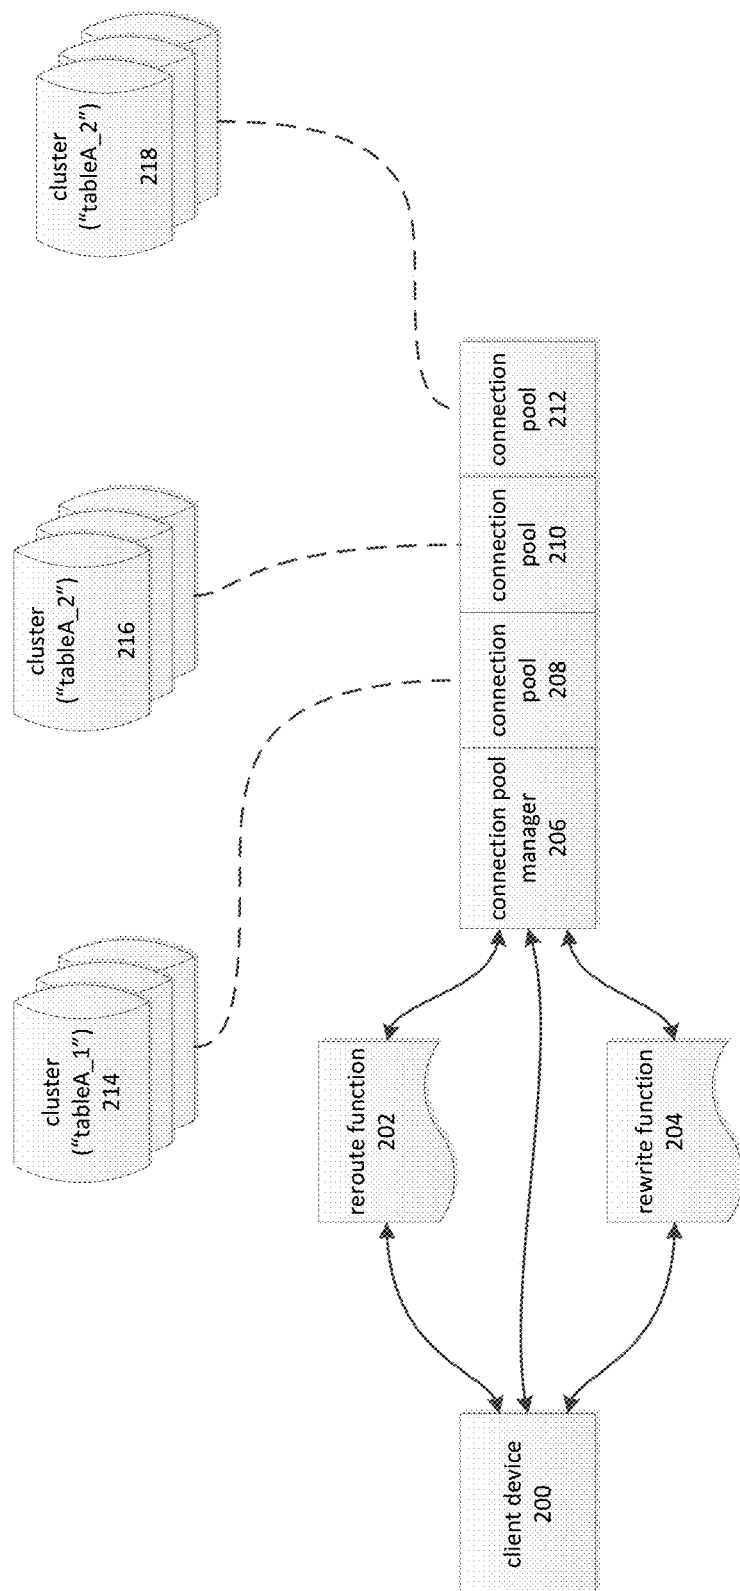 client device
200
reroute function
202
rewrite function
204
connection pool
manager
206
connection
pool
208
connection
pool
210
connection
pool
212
cluster
("tableA_1")
214
cluster
("tableA_2")
216
cluster
("tableA_2")
218